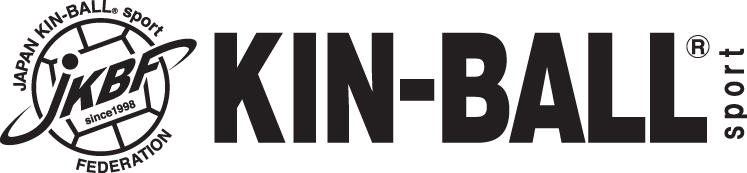 JAPAN KIN-BALL® sport
JKBF
since1998
FEDERATION
KIN-BALL®
sport